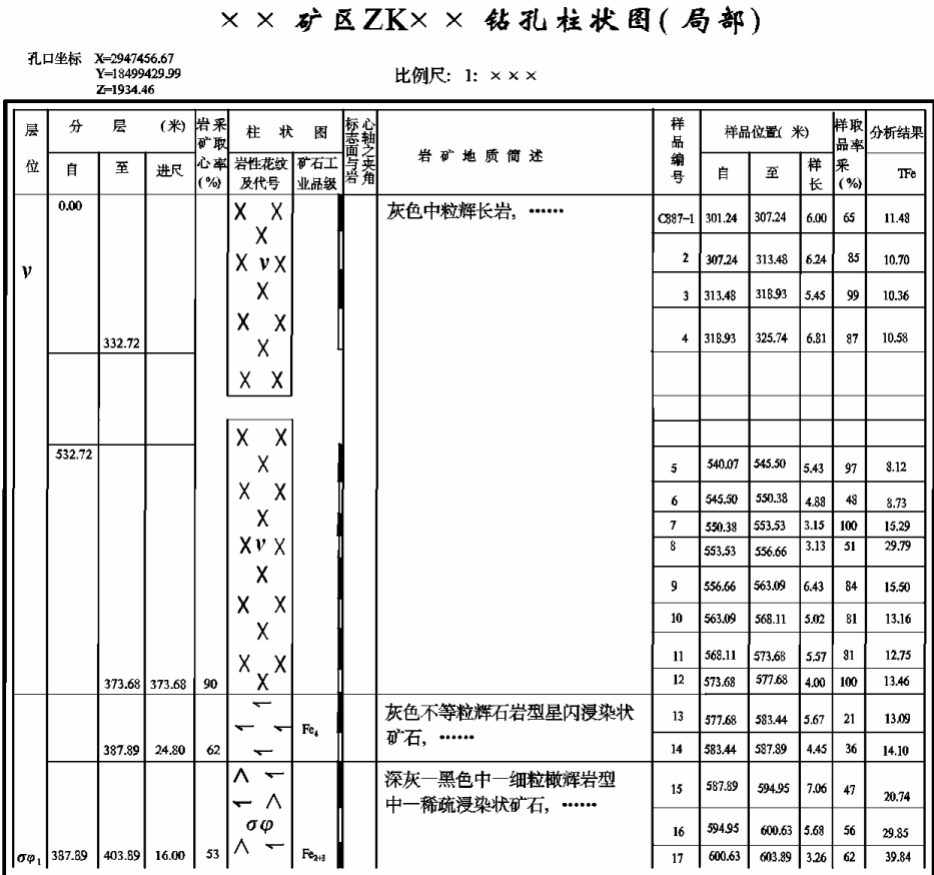 ×× 矿区ZK×× 钻孔柱状图(局部)
孔口坐标 X=2947456.67
Y=18499429.99
Z=1934.46
比例尺: 1: ×××
层位 分层(米) 岩矿心采取率(%) 柱状图 标志面与岩心轴之夹角 岩矿地质简述 样品编号 样品位置(米) 样品采取率(%) 分析结果
自 至 进尺 岩性花纹及代号 矿石工业品级 自 至 样长 TFe
0.00 灰色中粒辉长岩, ……
C887-1 301.24 307.24 6.00 65 11.48
ν ν 2 307.24 313.48 6.24 85 10.70
3 313.48 318.93 5.45 99 10.36
332.72 4 318.93 325.74 6.81 87 10.58
532.72 5 540.07 545.50 5.43 97 8.12
6 545.50 550.38 4.88 48 8.73
7 550.38 553.53 3.15 100 15.29
ν 8 553.53 556.66 3.13 51 29.79
9 556.66 563.09 6.43 84 15.50
10 563.09 568.11 5.02 81 13.16
11 568.11 573.68 5.57 81 12.75
373.68 373.68 90 12 573.68 577.68 4.00 100 13.46
Fe4 灰色不等粒辉石岩型星闪浸染状 13 577.68 583.44 5.67 21 13.09
387.89 24.80 62 矿石, …… 14 583.44 587.89 4.45 36 14.10
深灰—黑色中—细粒橄辉岩型 15 587.89 594.95 7.06 47 20.74
中—稀疏浸染状矿石, ……
σφ 16 594.95 600.63 5.68 56 29.85
σφ1 387.89 403.89 16.00 53 Fe2+3 17 600.63 603.89 3.26 62 39.84